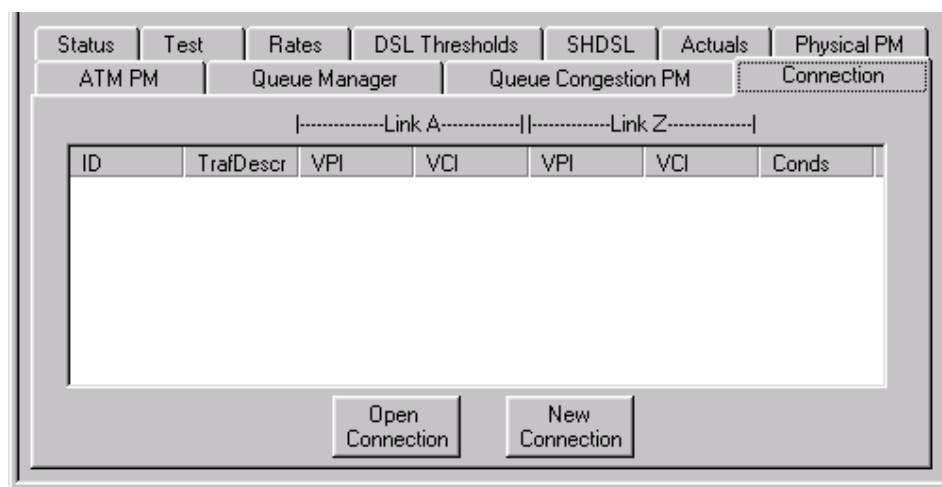 Status Test Rates DSL Thresholds SHDSL Actuals Physical PM
ATM PM Queue Manager Queue Congestion PM Connection
|--------------Link A--------------||--------------Link Z--------------|
ID TrafDescr VPI VCI VPI VCI Conds
Open New
Connection Connection